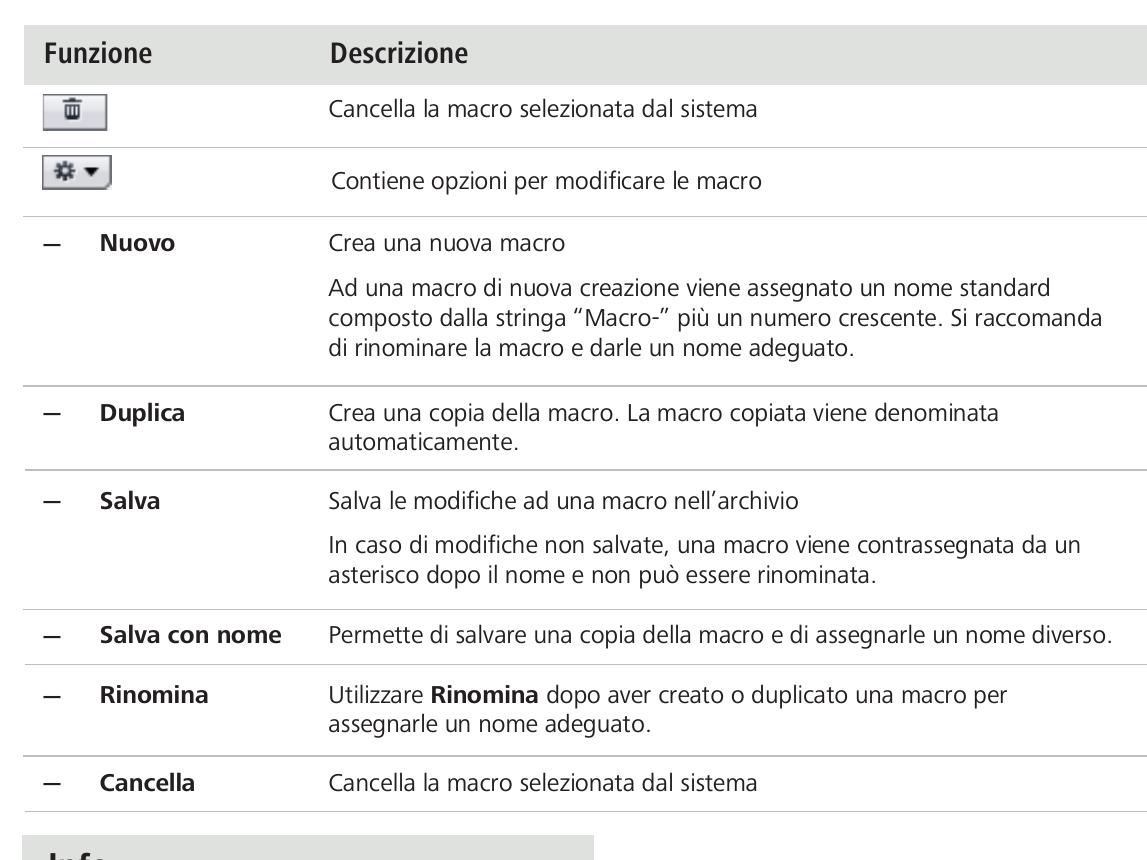 Funzione Descrizione
Cancella la macro selezionata dal sistema
Contiene opzioni per modificare le macro
— Nuovo Crea una nuova macro
Ad una macro di nuova creazione viene assegnato un nome standard
composto dalla stringa “Macro-” più un numero crescente. Si raccomanda
di rinominare la macro e darle un nome adeguato.
— Duplica Crea una copia della macro. La macro copiata viene denominata
automaticamente.
— Salva Salva le modifiche ad una macro nell’archivio
In caso di modifiche non salvate, una macro viene contrassegnata da un
asterisco dopo il nome e non può essere rinominata.
— Salva con nome Permette di salvare una copia della macro e di assegnarle un nome diverso.
— Rinomina Utilizzare Rinomina dopo aver creato o duplicato una macro per
assegnarle un nome adeguato.
— Cancella Cancella la macro selezionata dal sistema